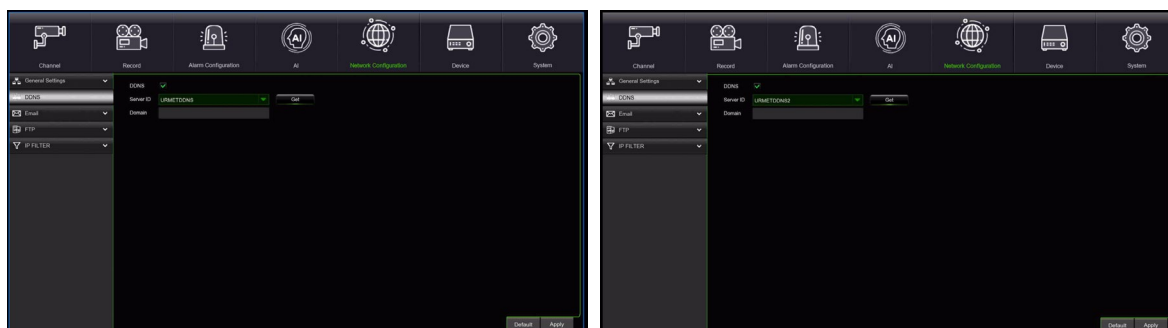 Channel Record Alarm Configuration AI Network Configuration Device System
General Settings
DDNS
Email
FTP
IP FILTER
DDNS
Server ID URMETDDNS Get
Domain
Default Apply
Channel Record Alarm Configuration AI Network Configuration Device System
General Settings
DDNS
Email
FTP
IP FILTER
DDNS
Server ID URMETDDNS2 Get
Domain
Default Apply